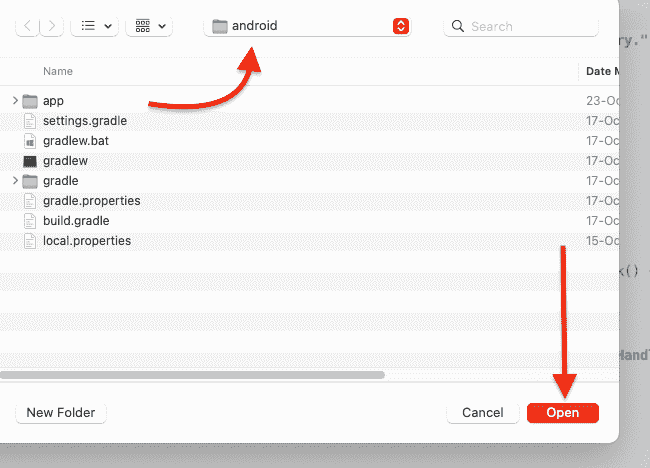 android
Search
ry."
Name
Date M
app
23-Oc
settings.gradle
17-Oc
gradlew.bat
17-Oc
gradlew
17-Oc
gradle
17-Oc
gradle.properties
17-Oc
build.gradle
17-Oc
local.properties
15-Oc
k() {
Handl
New Folder
Cancel
Open